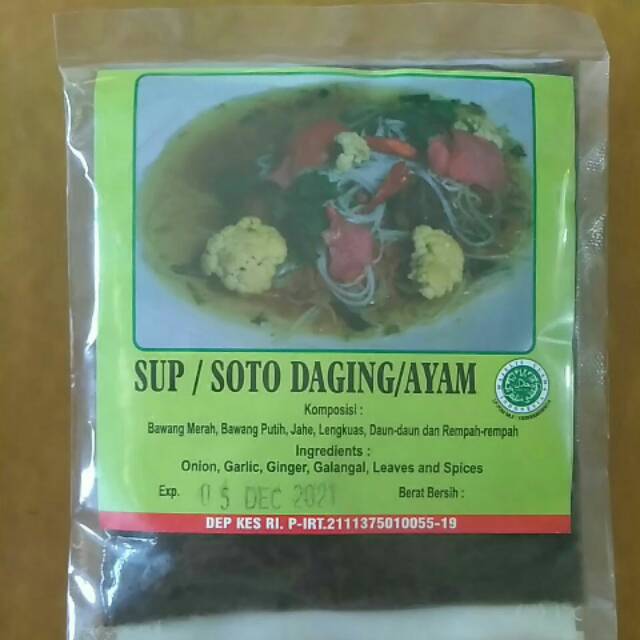 SUP / SOTO DAGING/AYAM
Komposisi :
Bawang Merah, Bawang Putih, Jahe, Lengkuas, Daun-daun dan Rempah-rempah
Ingredients :
Onion, Garlic, Ginger, Galangal, Leaves and Spices
Exp. 05 DEC 2021 Berat Bersih :
DEP KES RI. P-IRT.2111375010055-19